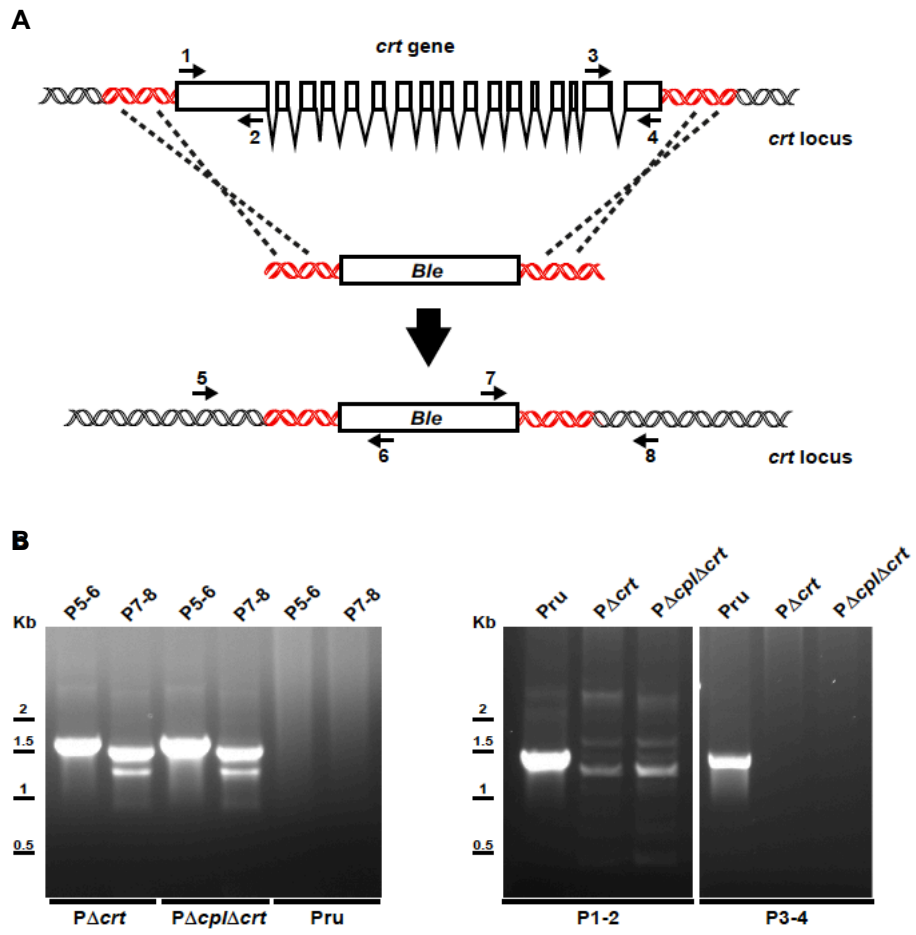 A
crt gene
1
3
2
4
crt locus
Ble
5
7
Ble
6
8
crt locus
B
P5-6 P7-8 P5-6 P7-8 P5-6 P7-8
Pru PΔcrt PΔcplΔcrt Pru PΔcrt PΔcplΔcrt
Kb
2
1.5
1
0.5
Kb
2
1.5
1
0.5
PΔcrt PΔcplΔcrt Pru
P1-2 P3-4